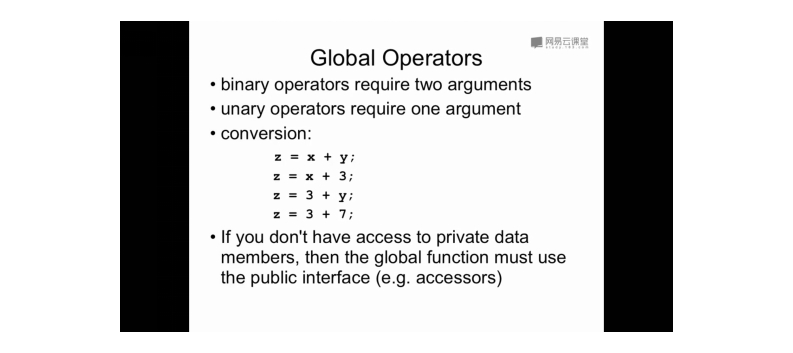 网易云课堂
Global Operators
• binary operators require two arguments
• unary operators require one argument
• conversion:
z = x + y;
z = x + 3;
z = 3 + y;
z = 3 + 7;
• If you don't have access to private data
members, then the global function must use
the public interface (e.g. accessors)